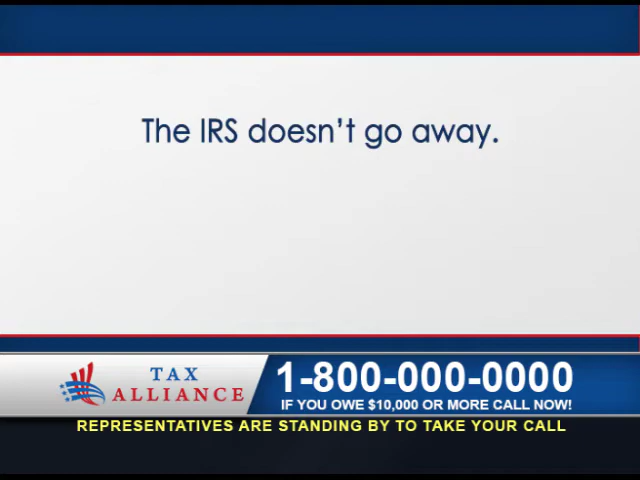 The IRS doesn't go away.
TAX
ALLIANCE
1-800-000-0000
IF YOU OWE $10,000 OR MORE CALL NOW!
REPRESENTATIVES ARE STANDING BY TO TAKE YOUR CALL